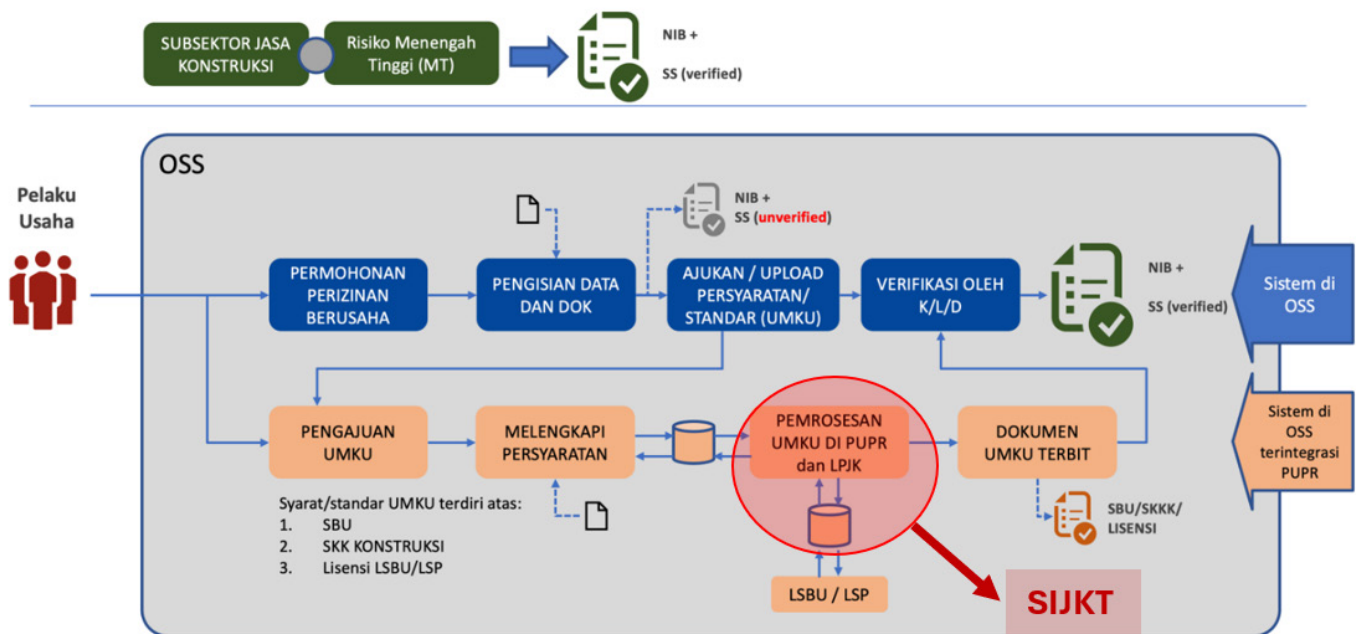 SUBSEKTOR JASA
KONSTRUKSI
Risiko Menengah
Tinggi (MT)
NIB +
SS (verified)
OSS
Pelaku
Usaha
NIB +
SS (unverified)
PERMOHONAN
PERIZINAN
BERUSAHA
PENGISIAN DATA
DAN DOK
AJUKAN / UPLOAD
PERSYARATAN/
STANDAR (UMKU)
VERIFIKASI OLEH
K/L/D
NIB +
SS (verified)
Sistem di
OSS
PENGAJUAN
UMKU
MELENGKAPI
PERSYARATAN
PEMROSESAN
UMKU DI PUPR
dan LPJK
DOKUMEN
UMKU TERBIT
Sistem di
OSS
terintegrasi
PUPR
Syarat/standar UMKU terdiri atas:
1. SBU
2. SKK KONSTRUKSI
3. Lisensi LSBU/LSP
SBU/SKKK/
LISENSI
LSBU / LSP
SIJKT